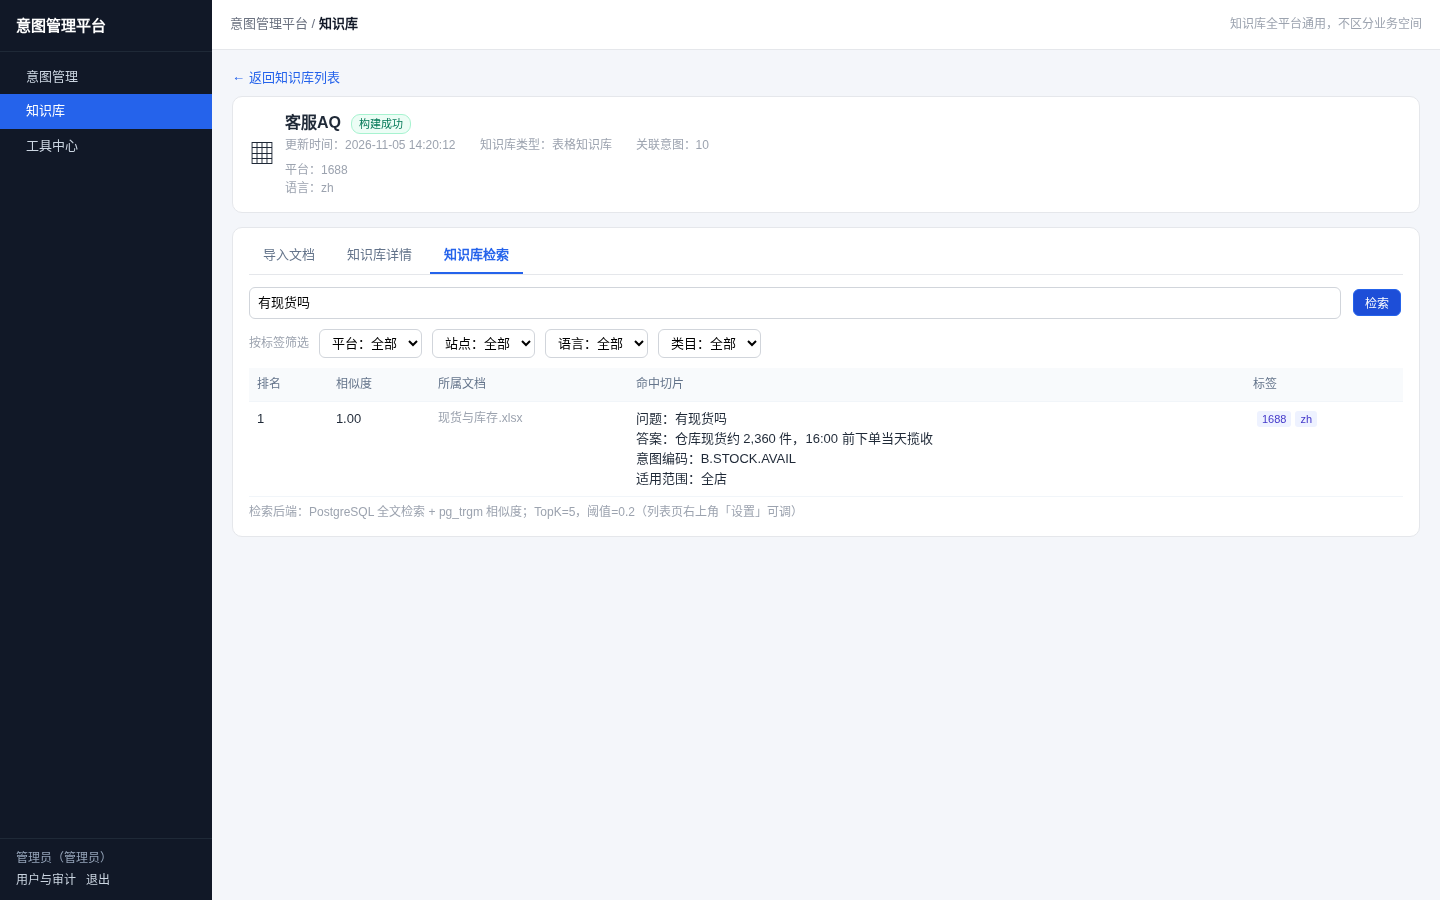 意图管理平台
意图管理
知识库
工具中心
管理员（管理员）
用户与审计 退出
意图管理平台 / 知识库
知识库全平台通用，不区分业务空间
← 返回知识库列表
客服AQ 构建成功
更新时间：2026-11-05 14:20:12 知识库类型：表格知识库 关联意图：10
平台：1688
语言：zh
导入文档 知识库详情 知识库检索
有现货吗 检索
按标签筛选 平台：全部 站点：全部 语言：全部 类目：全部
排名 相似度 所属文档 命中切片 标签
1 1.00 现货与库存.xlsx 问题：有现货吗 1688 zh
答案：仓库现货约 2,360 件，16:00 前下单当天揽收
意图编码：B.STOCK.AVAIL
适用范围：全店
检索后端：PostgreSQL 全文检索 + pg_trgm 相似度；TopK=5，阈值=0.2（列表页右上角「设置」可调）